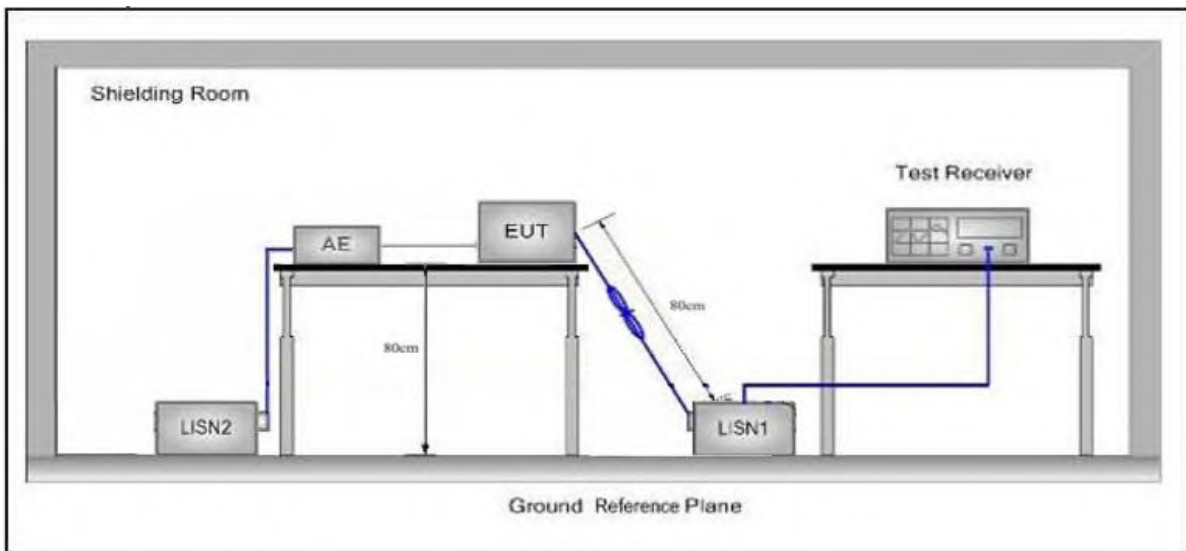 Shielding Room
Test Receiver
AE
EUT
80cm
80cm
LISN2
LISN1
Ground Reference Plane